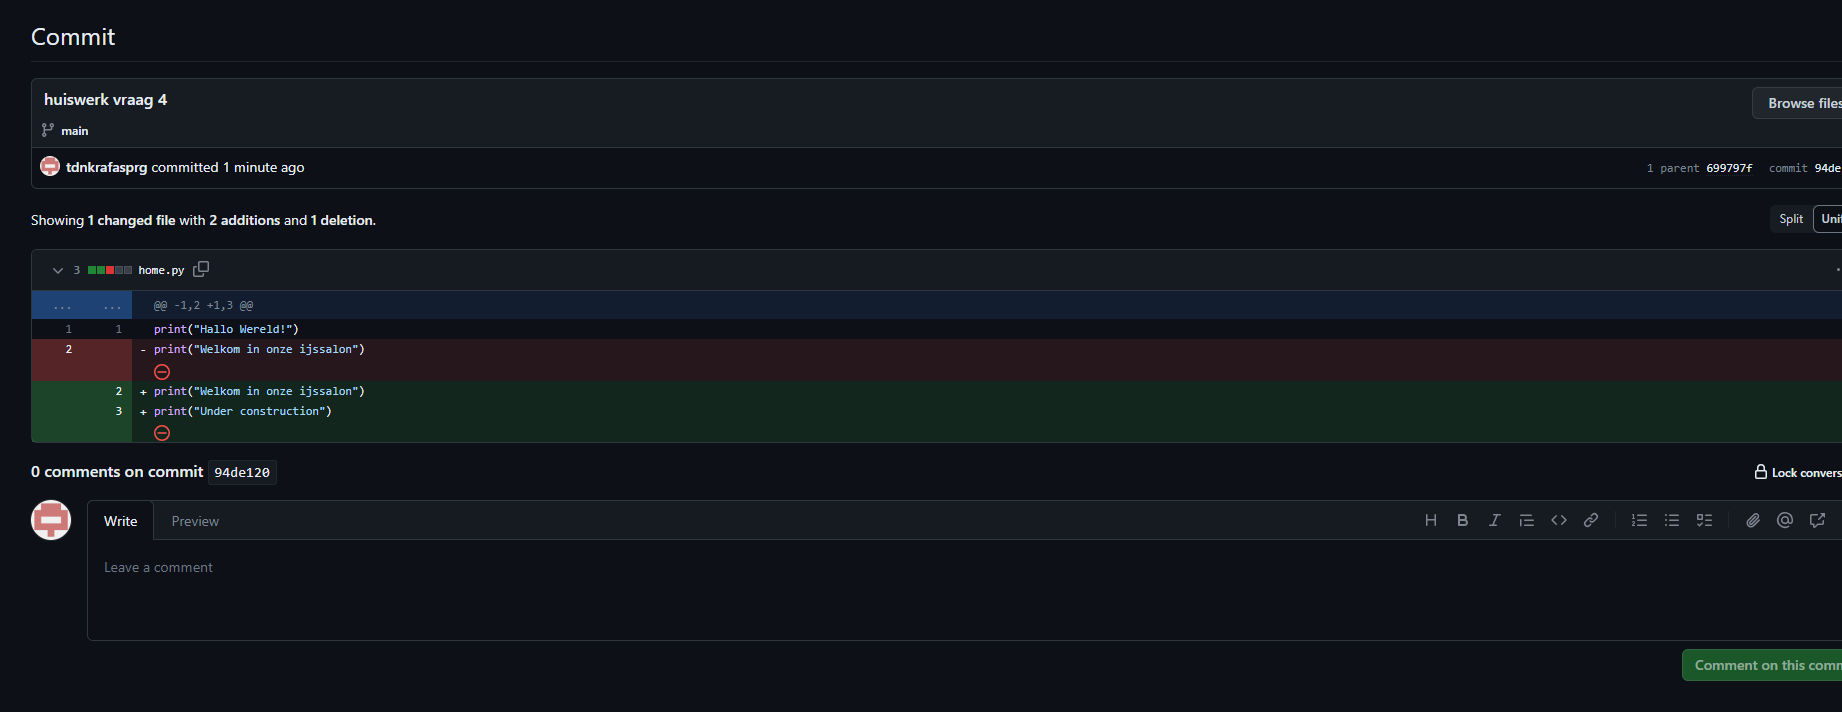 Commit
huiswerk vraag 4
Browse files
main
tdnkrafasprg committed 1 minute ago
1 parent 699797f commit 94de
Showing 1 changed file with 2 additions and 1 deletion.
Split Uni
3 home.py
... ... @@ -1,2 +1,3 @@
1 1 print("Hallo Wereld!")
2 - print("Welkom in onze ijssalon")
2 + print("Welkom in onze ijssalon")
3 + print("Under construction")
0 comments on commit 94de120
Lock convers
Write Preview
Leave a comment
Comment on this comm